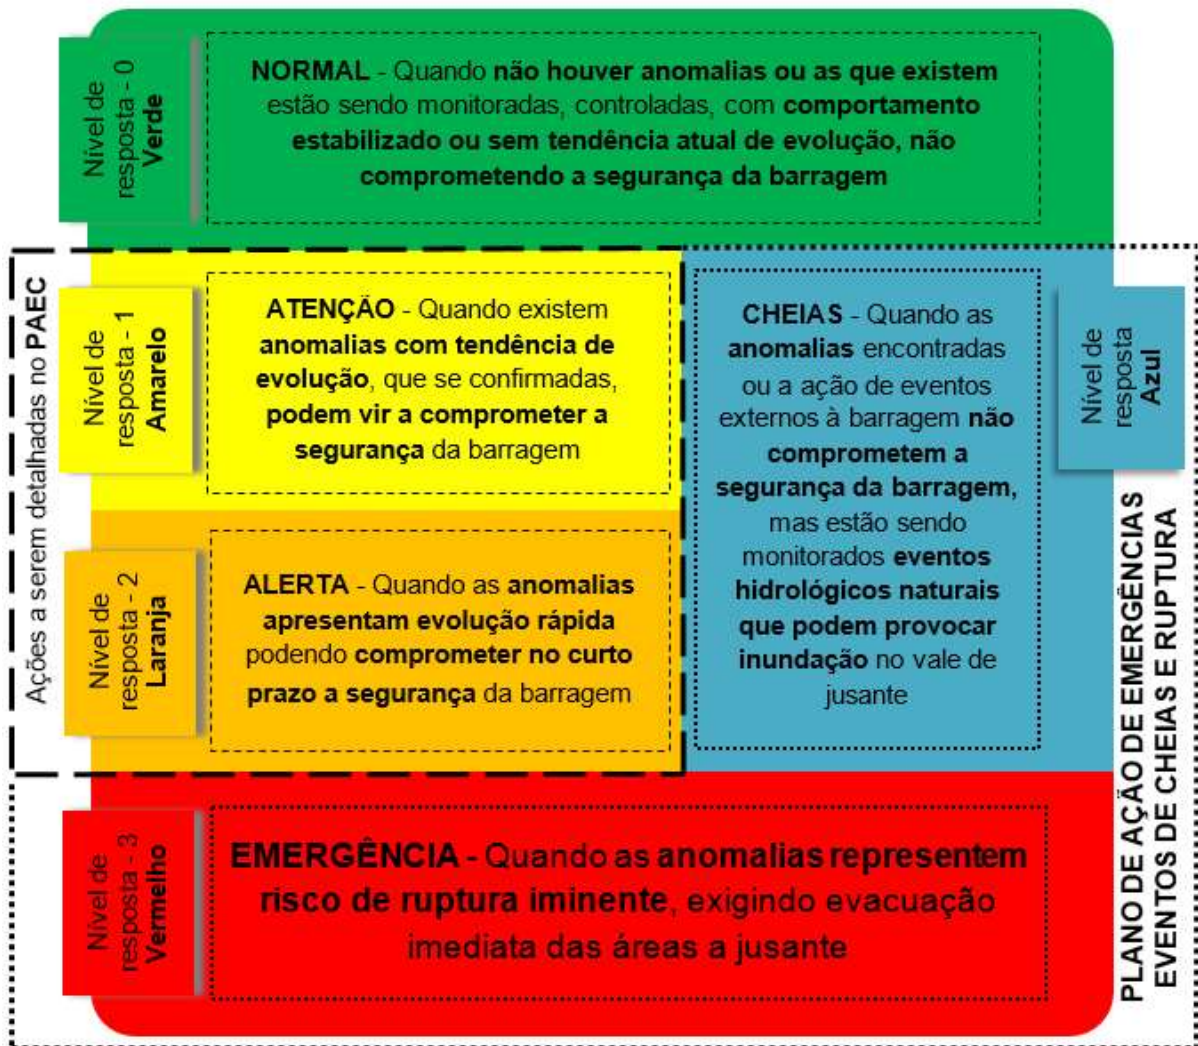 Nível de
resposta - 0
Verde
NORMAL - Quando não houver anomalias ou as que existem
estão sendo monitoradas, controladas, com comportamento
estabilizado ou sem tendência atual de evolução, não
comprometendo a segurança da barragem
Ações a serem detalhadas no PAEC
Nível de
resposta - 1
Amarelo
ATENÇÃO - Quando existem
anomalias com tendência de
evolução, que se confirmadas,
podem vir a comprometer a
segurança da barragem
Nível de
resposta - 2
Laranja
ALERTA - Quando as anomalias
apresentam evolução rápida
podendo comprometer no curto
prazo a segurança da barragem
CHEIAS - Quando as
anomalias encontradas
ou a ação de eventos
externos à barragem não
comprometem a
segurança da barragem,
mas estão sendo
monitorados eventos
hidrológicos naturais
que podem provocar
inundação no vale de
jusante
Nível de
resposta
Azul
Nível de
resposta - 3
Vermelho
EMERGÊNCIA - Quando as anomalias representem
risco de ruptura iminente, exigindo evacuação
imediata das áreas a jusante
PLANO DE AÇÃO DE EMERGÊNCIAS
EVENTOS DE CHEIAS E RUPTURA